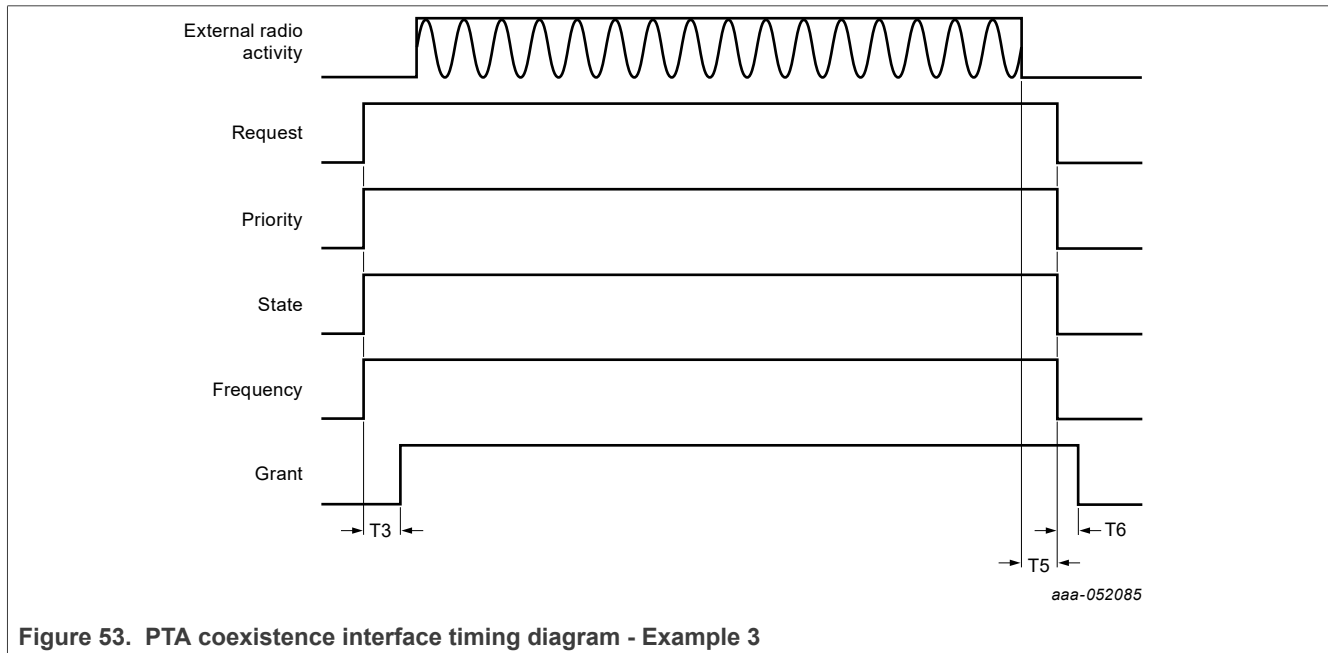 External radio
activity
Request
Priority
State
Frequency
Grant
T3
T6
T5
aaa-052085
Figure 53. PTA coexistence interface timing diagram - Example 3